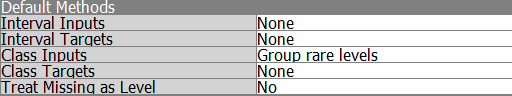 Default Methods
Interval Inputs None
Interval Targets None
Class Inputs Group rare levels
Class Targets None
Treat Missing as Level No